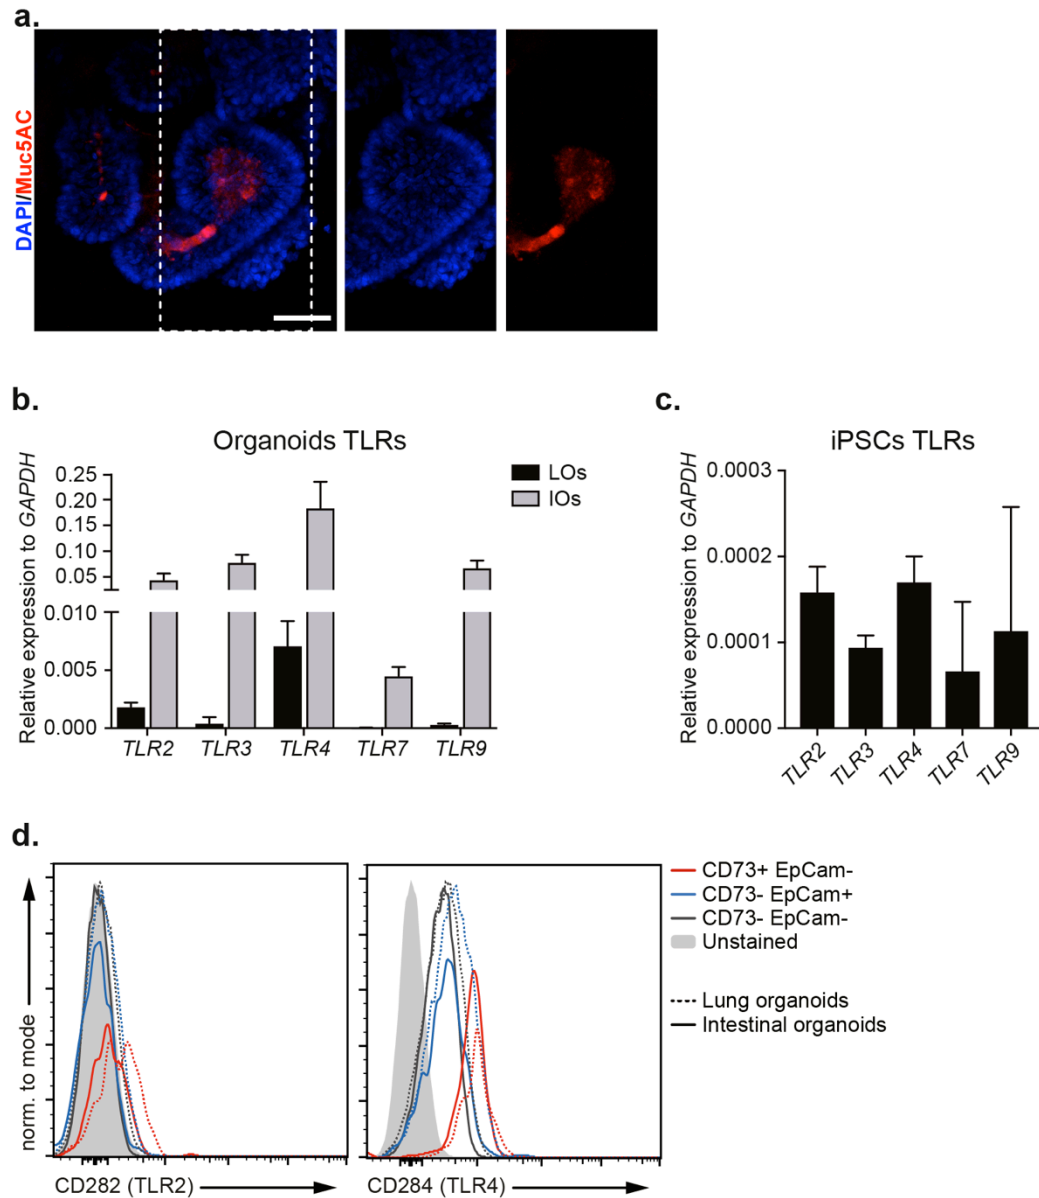 a.
DAPI/Muc5AC
b.
Organoids TLRs
Relative expression to GAPDH
0.25
0.20
0.15
0.10
0.05
0.010
0.005
0.000
TLR2 TLR3 TLR4 TLR7 TLR9
LOs
IOs
c.
iPSCs TLRs
Relative expression to GAPDH
0.0003
0.0002
0.0001
0.0000
TLR2 TLR3 TLR4 TLR7 TLR9
d.
norm. to mode
CD282 (TLR2)
CD284 (TLR4)
CD73+ EpCam-
CD73- EpCam+
CD73- EpCam-
Unstained
Lung organoids
Intestinal organoids